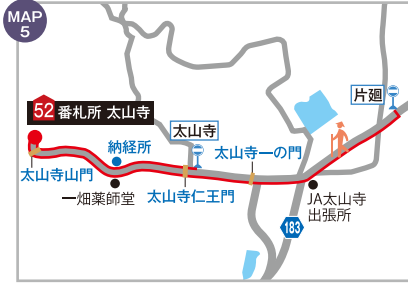 MAP
5
52 番札所 太山寺
片廻
太山寺
納経所
太山寺一の門
太山寺山門
一畑薬師堂
太山寺仁王門
JA太山寺
出張所
183